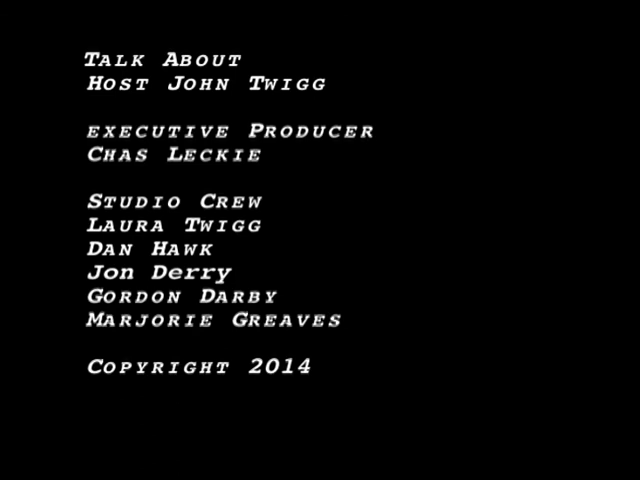 Talk About
Host John Twigg
executive Producer
Chas Leckie
Studio Crew
Laura Twigg
Dan Hawk
Jon Derry
Gordon Darby
Marjorie Greaves
Copyright 2014